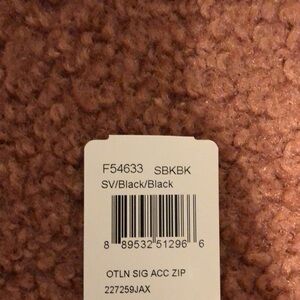 F54633 SBKBK
SV/Black/Black
8 89532 51296 6
OTLN SIG ACC ZIP
227259JAX